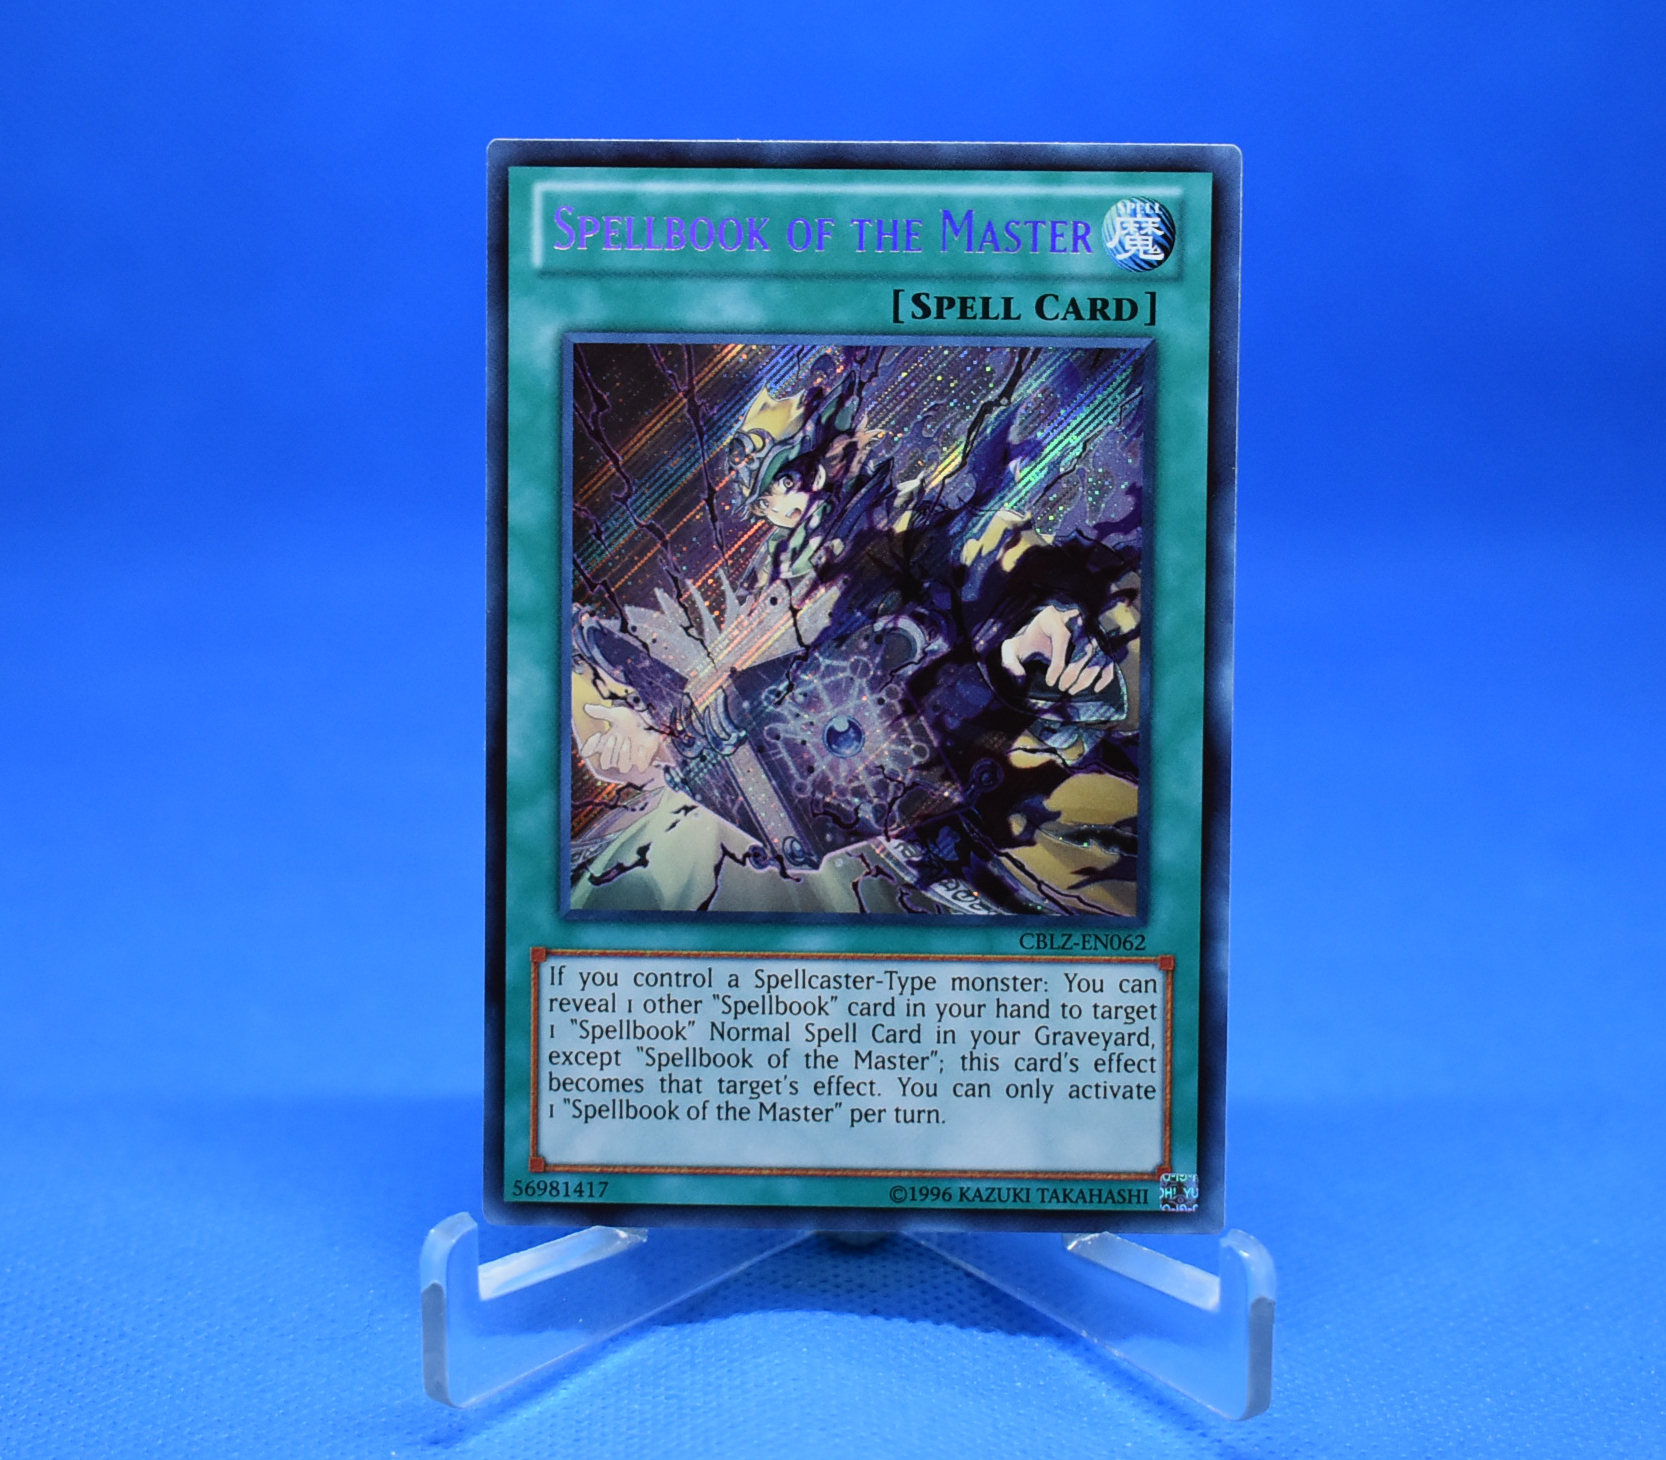 SPELLBOOK OF THE MASTER
SPELL
魔
[SPELL CARD]
CBLZ-EN062
If you control a Spellcaster-Type monster: You can
reveal 1 other "Spellbook" card in your hand to target
1 "Spellbook" Normal Spell Card in your Graveyard,
except "Spellbook of the Master"; this card's effect
becomes that target's effect. You can only activate
1 "Spellbook of the Master" per turn.
56981417
©1996 KAZUKI TAKAHASHI